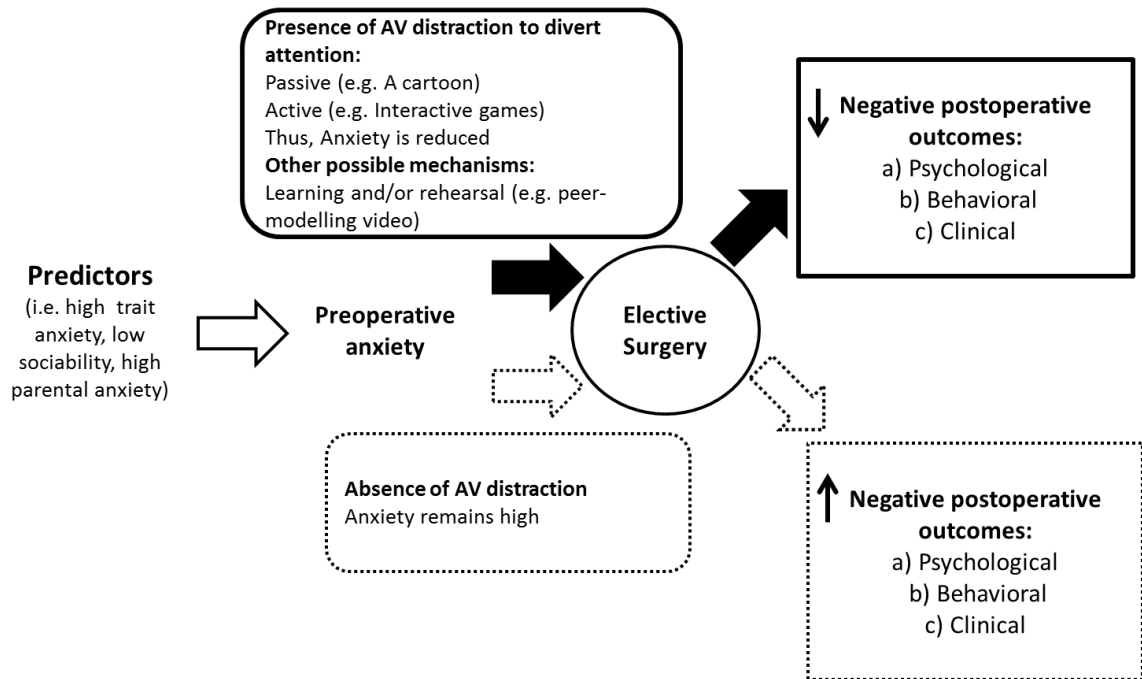 Presence of AV distraction to divert
attention:
Passive (e.g. A cartoon)
Active (e.g. Interactive games)
Thus, Anxiety is reduced
Other possible mechanisms:
Learning and/or rehearsal (e.g. peer-
modelling video)
Negative postoperative
outcomes:
a) Psychological
b) Behavioral
c) Clinical
Predictors
(i.e. high trait
anxiety, low
sociability, high
parental anxiety)
Preoperative
anxiety
Elective
Surgery
Absence of AV distraction
Anxiety remains high
Negative postoperative
outcomes:
a) Psychological
b) Behavioral
c) Clinical